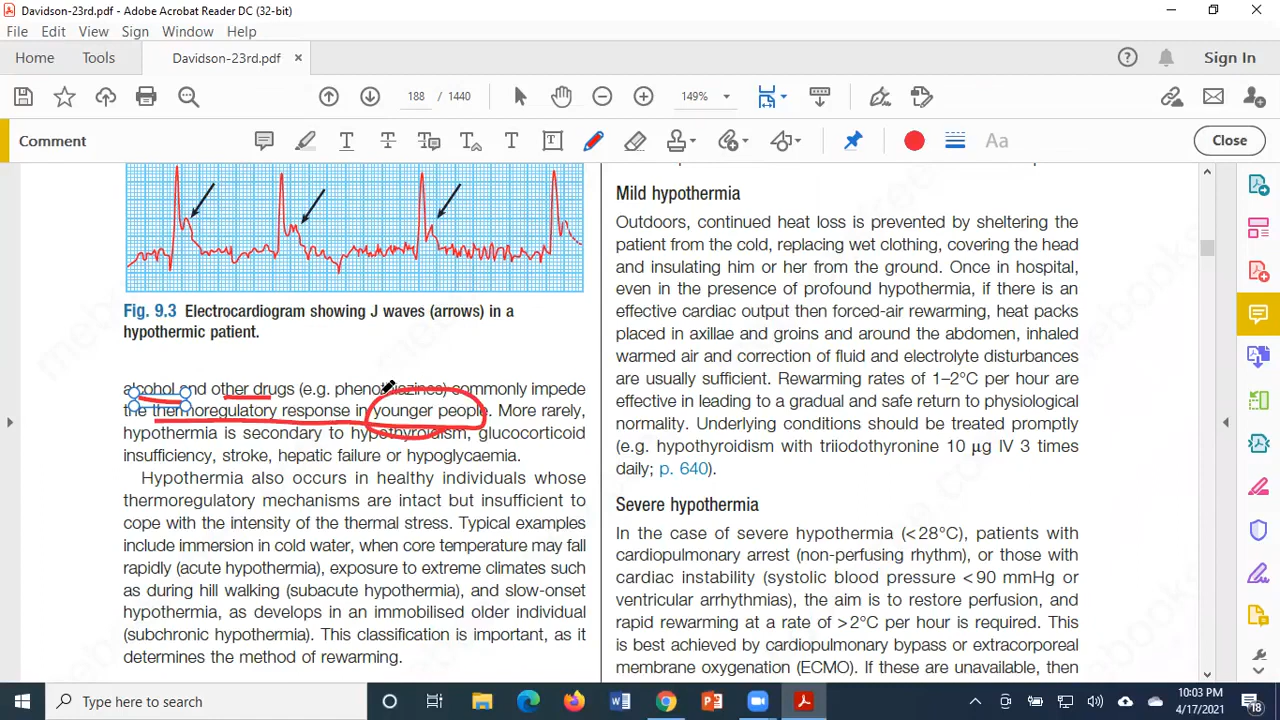 Davidson-23rd.pdf - Adobe Acrobat Reader DC (32-bit)
File Edit View Sign Window Help
Home Tools Davidson-23rd.pdf × Sign In
188 / 1440 149%
Comment Aa Close
Fig. 9.3 Electrocardiogram showing J waves (arrows) in a
hypothermic patient.
alcohol and other drugs (e.g. phenothiazines) commonly impede
the thermoregulatory response in younger people. More rarely,
hypothermia is secondary to hypothyroidism, glucocorticoid
insufficiency, stroke, hepatic failure or hypoglycaemia.
Hypothermia also occurs in healthy individuals whose
thermoregulatory mechanisms are intact but insufficient to
cope with the intensity of the thermal stress. Typical examples
include immersion in cold water, when core temperature may fall
rapidly (acute hypothermia), exposure to extreme climates such
as during hill walking (subacute hypothermia), and slow-onset
hypothermia, as develops in an immobilised older individual
(subchronic hypothermia). This classification is important, as it
determines the method of rewarming.
Mild hypothermia
Outdoors, continued heat loss is prevented by sheltering the
patient from the cold, replacing wet clothing, covering the head
and insulating him or her from the ground. Once in hospital,
even in the presence of profound hypothermia, if there is an
effective cardiac output then forced-air rewarming, heat packs
placed in axillae and groins and around the abdomen, inhaled
warmed air and correction of fluid and electrolyte disturbances
are usually sufficient. Rewarming rates of 1–2°C per hour are
effective in leading to a gradual and safe return to physiological
normality. Underlying conditions should be treated promptly
(e.g. hypothyroidism with triiodothyronine 10 μg IV 3 times
daily; p. 640).
Severe hypothermia
In the case of severe hypothermia (<28°C), patients with
cardiopulmonary arrest (non-perfusing rhythm), or those with
cardiac instability (systolic blood pressure <90 mmHg or
ventricular arrhythmias), the aim is to restore perfusion, and
rapid rewarming at a rate of >2°C per hour is required. This
is best achieved by cardiopulmonary bypass or extracorporeal
membrane oxygenation (ECMO). If these are unavailable, then
Type here to search
10:03 PM
4/17/2021
18